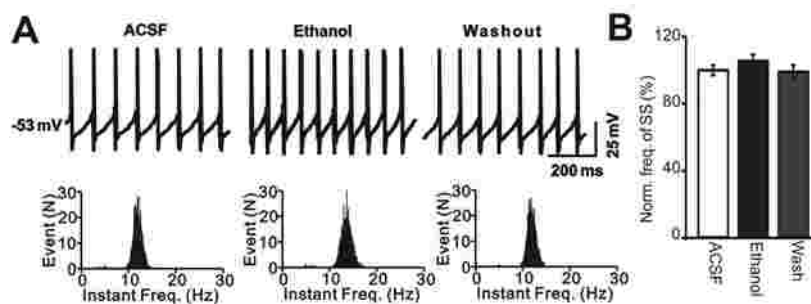 A
ACSF
Ethanol
Washout
-53 mV
25 mV
200 ms
Event (N)
30
20
10
0
0 10 20 30
Instant Freq. (Hz)
Event (N)
30
20
10
0
0 10 20 30
Instant Freq. (Hz)
Event (N)
30
20
10
0
0 10 20 30
Instant Freq. (Hz)
B
Norm. freq. of SS (%)
120
80
40
0
ACSF
Ethanol
Wash